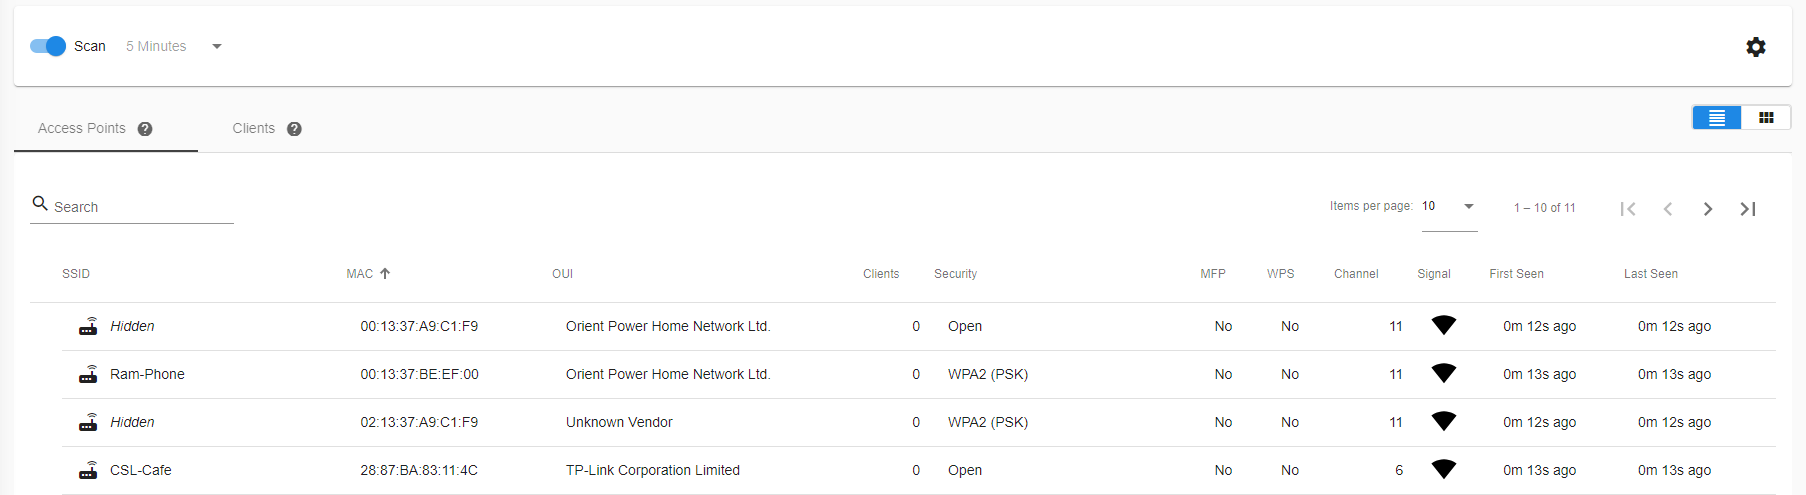 Scan 5 Minutes
Access Points ? Clients ?
Search
Items per page: 10 1 – 10 of 11
SSID MAC OUI Clients Security MFP WPS Channel Signal First Seen Last Seen
Hidden 00:13:37:A9:C1:F9 Orient Power Home Network Ltd. 0 Open No No 11 0m 12s ago 0m 12s ago
Ram-Phone 00:13:37:BE:EF:00 Orient Power Home Network Ltd. 0 WPA2 (PSK) No No 11 0m 13s ago 0m 13s ago
Hidden 02:13:37:A9:C1:F9 Unknown Vendor 0 WPA2 (PSK) No No 11 0m 12s ago 0m 12s ago
CSL-Cafe 28:87:BA:83:11:4C TP-Link Corporation Limited 0 Open No No 6 0m 13s ago 0m 13s ago